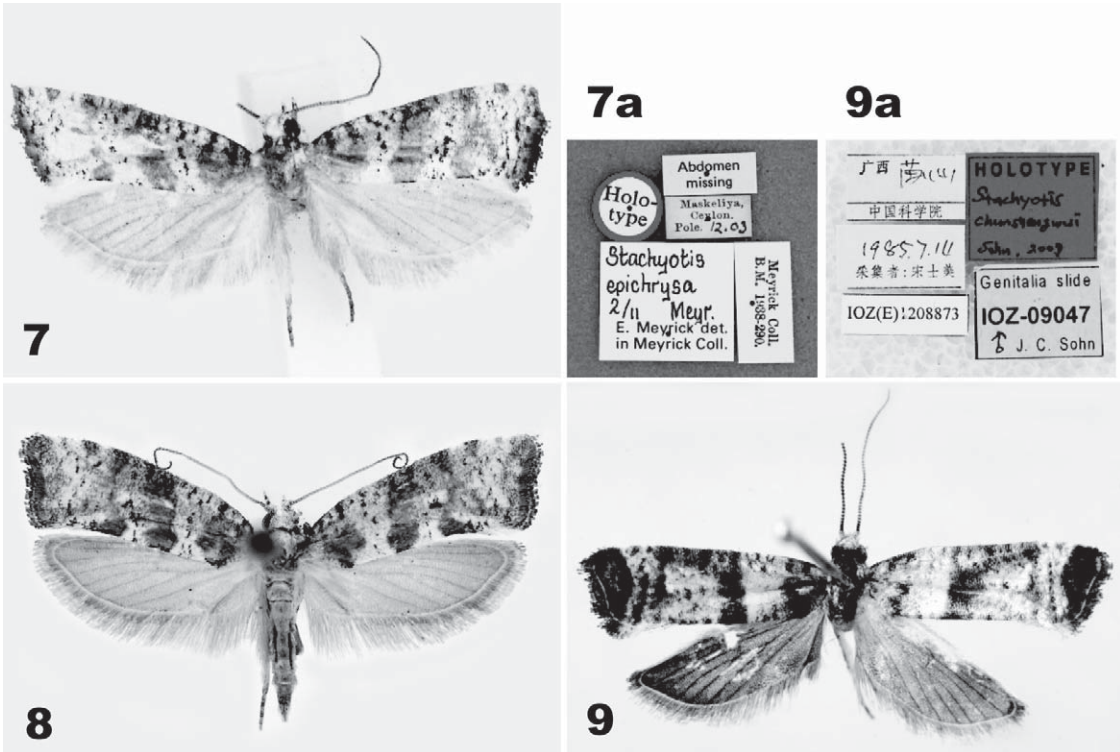 7
7a
9a
Holo-
type
Abdomen
missing
Maskeliya,
Ceylon.
Pole. 12.03
Stachyotis
epichrysa
2/11 Meyr.
E. Meyrick det.
in Meyrick Coll.
Meyrick Coll.
B.M. 1938-290.
广西
中国科学院
1985.7.14
采集者:宋士美
IOZ(E)1208873
HOLOTYPE
Stachyotis
Sohn, 2009
Genitalia slide
IOZ-09047
J. C. Sohn
8
9